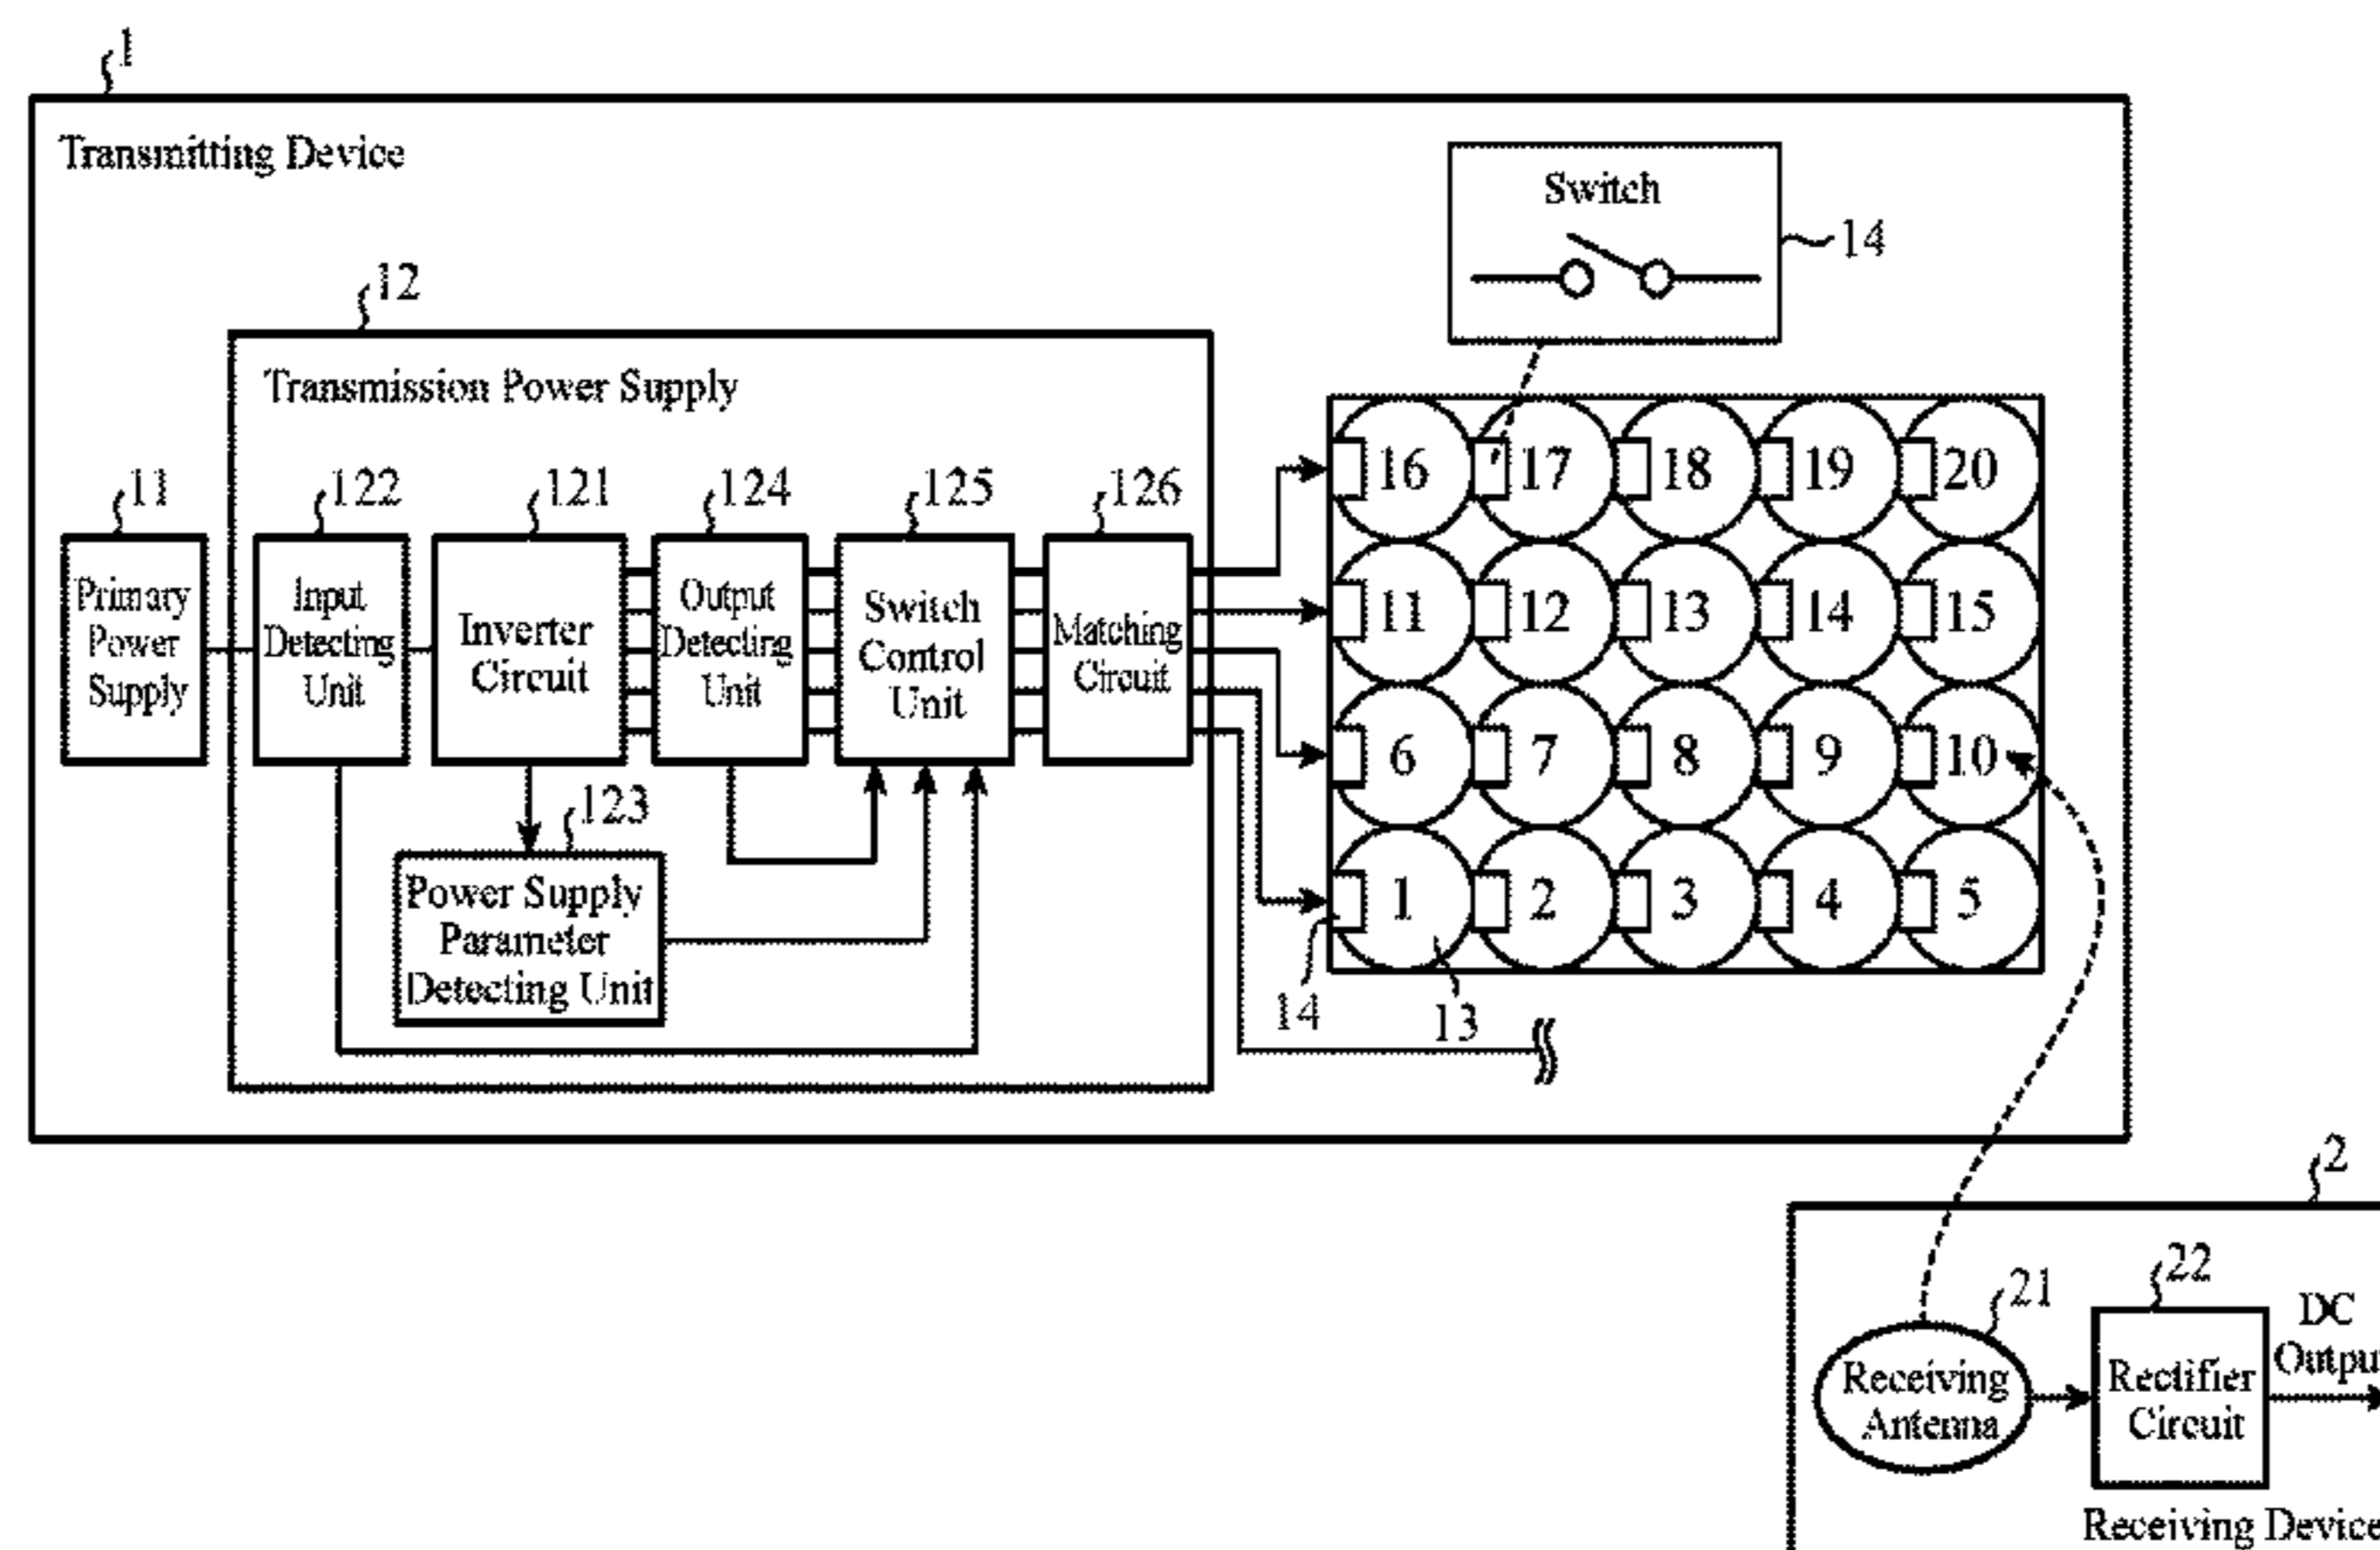 1
Transmitting Device
Switch
14
12
Transmission Power Supply
11
122
121
124
125
126
Primary
Power
Supply
Input
Detecting
Unit
Inverter
Circuit
Output
Detecting
Unit
Switch
Control
Unit
Matching
Circuit
123
Power Supply
Parameter
Detecting Unit
16 17 18 19 20
11 12 13 14 15
6 7 8 9 10
1 2 3 4 5
14
13
2
21
22
Receiving
Antenna
Rectifier
Circuit
DC
Outpu
Receiving Device